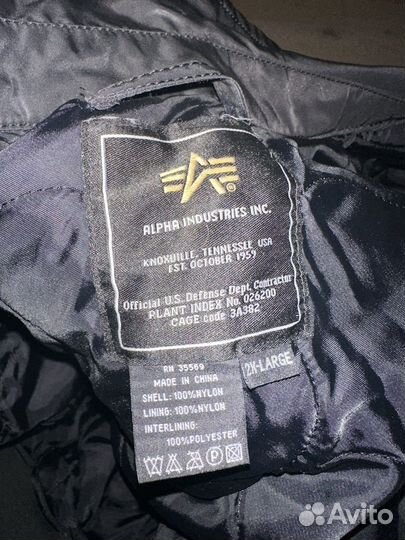 ALPHA INDUSTRIES INC.
KNOXVILLE, TENNESSEE USA
EST. OCTOBER 1959
Official U.S. Defense Dept. Contractor
PLANT INDEX No. 026200
CAGE code 3A382
2X-LARGE
RN 35569
MADE IN CHINA
SHELL: 100%NYLON
LINING: 100%NYLON
INTERLINING:
100%POLYESTER
P
Avito